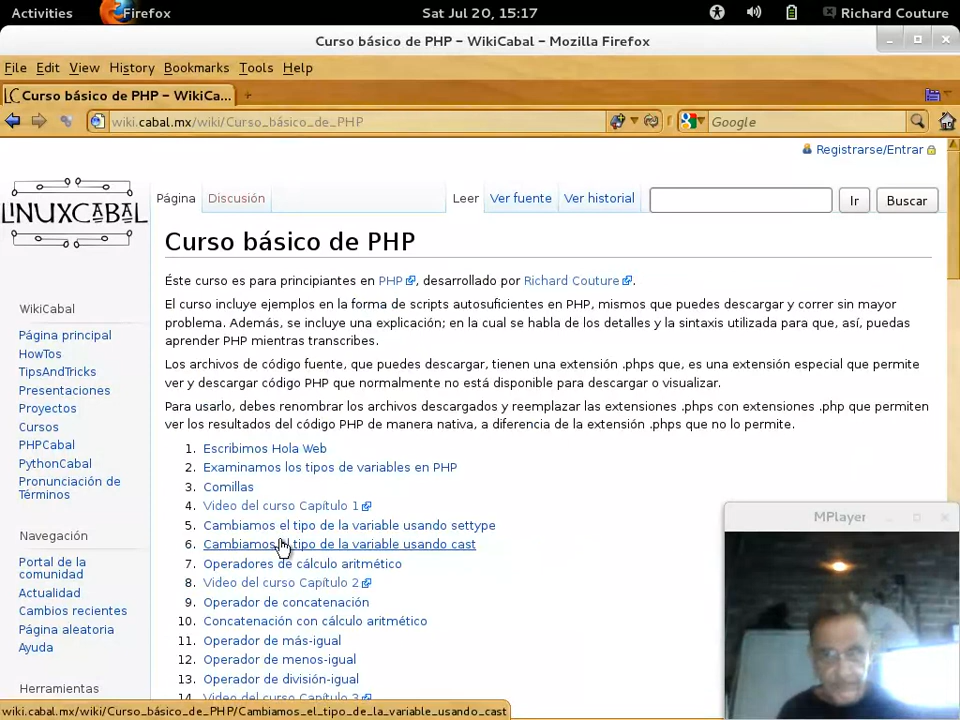 Activities Firefox Sat Jul 20, 15:17 Richard Couture
Curso básico de PHP – WikiCabal – Mozilla Firefox
File Edit View History Bookmarks Tools Help
Curso básico de PHP – WikiCa...
wiki.cabal.mx/wiki/Curso_básico_de_PHP Google
Registrarse/Entrar
LINUXCABAL
Página Discusión Leer Ver fuente Ver historial Ir Buscar
Curso básico de PHP
Éste curso es para principiantes en PHP, desarrollado por Richard Couture.
El curso incluye ejemplos en la forma de scripts autosuficientes en PHP, mismos que puedes descargar y correr sin mayor
problema. Además, se incluye una explicación; en la cual se habla de los detalles y la sintaxis utilizada para que, así, puedas
aprender PHP mientras transcribes.
Los archivos de código fuente, que puedes descargar, tienen una extensión .phps que, es una extensión especial que permite
ver y descargar código PHP que normalmente no está disponible para descargar o visualizar.
Para usarlo, debes renombrar los archivos descargados y reemplazar las extensiones .phps con extensiones .php que permiten
ver los resultados del código PHP de manera nativa, a diferencia de la extensión .phps que no lo permite.
1. Escribimos Hola Web
2. Examinamos los tipos de variables en PHP
3. Comillas
4. Video del curso Capítulo 1
5. Cambiamos el tipo de la variable usando settype
6. Cambiamos el tipo de la variable usando cast
7. Operadores de cálculo aritmético
8. Video del curso Capítulo 2
9. Operador de concatenación
10. Concatenación con cálculo aritmético
11. Operador de más-igual
12. Operador de menos-igual
13. Operador de división-igual
14. Video del curso Capítulo 3
WikiCabal
Página principal
HowTos
TipsAndTricks
Presentaciones
Proyectos
Cursos
PHPCabal
PythonCabal
Pronunciación de
Términos
Navegación
Portal de la
comunidad
Actualidad
Cambios recientes
Página aleatoria
Ayuda
Herramientas
MPlayer
wiki.cabal.mx/wiki/Curso_básico_de_PHP/Cambiamos_el_tipo_de_la_variable_usando_cast